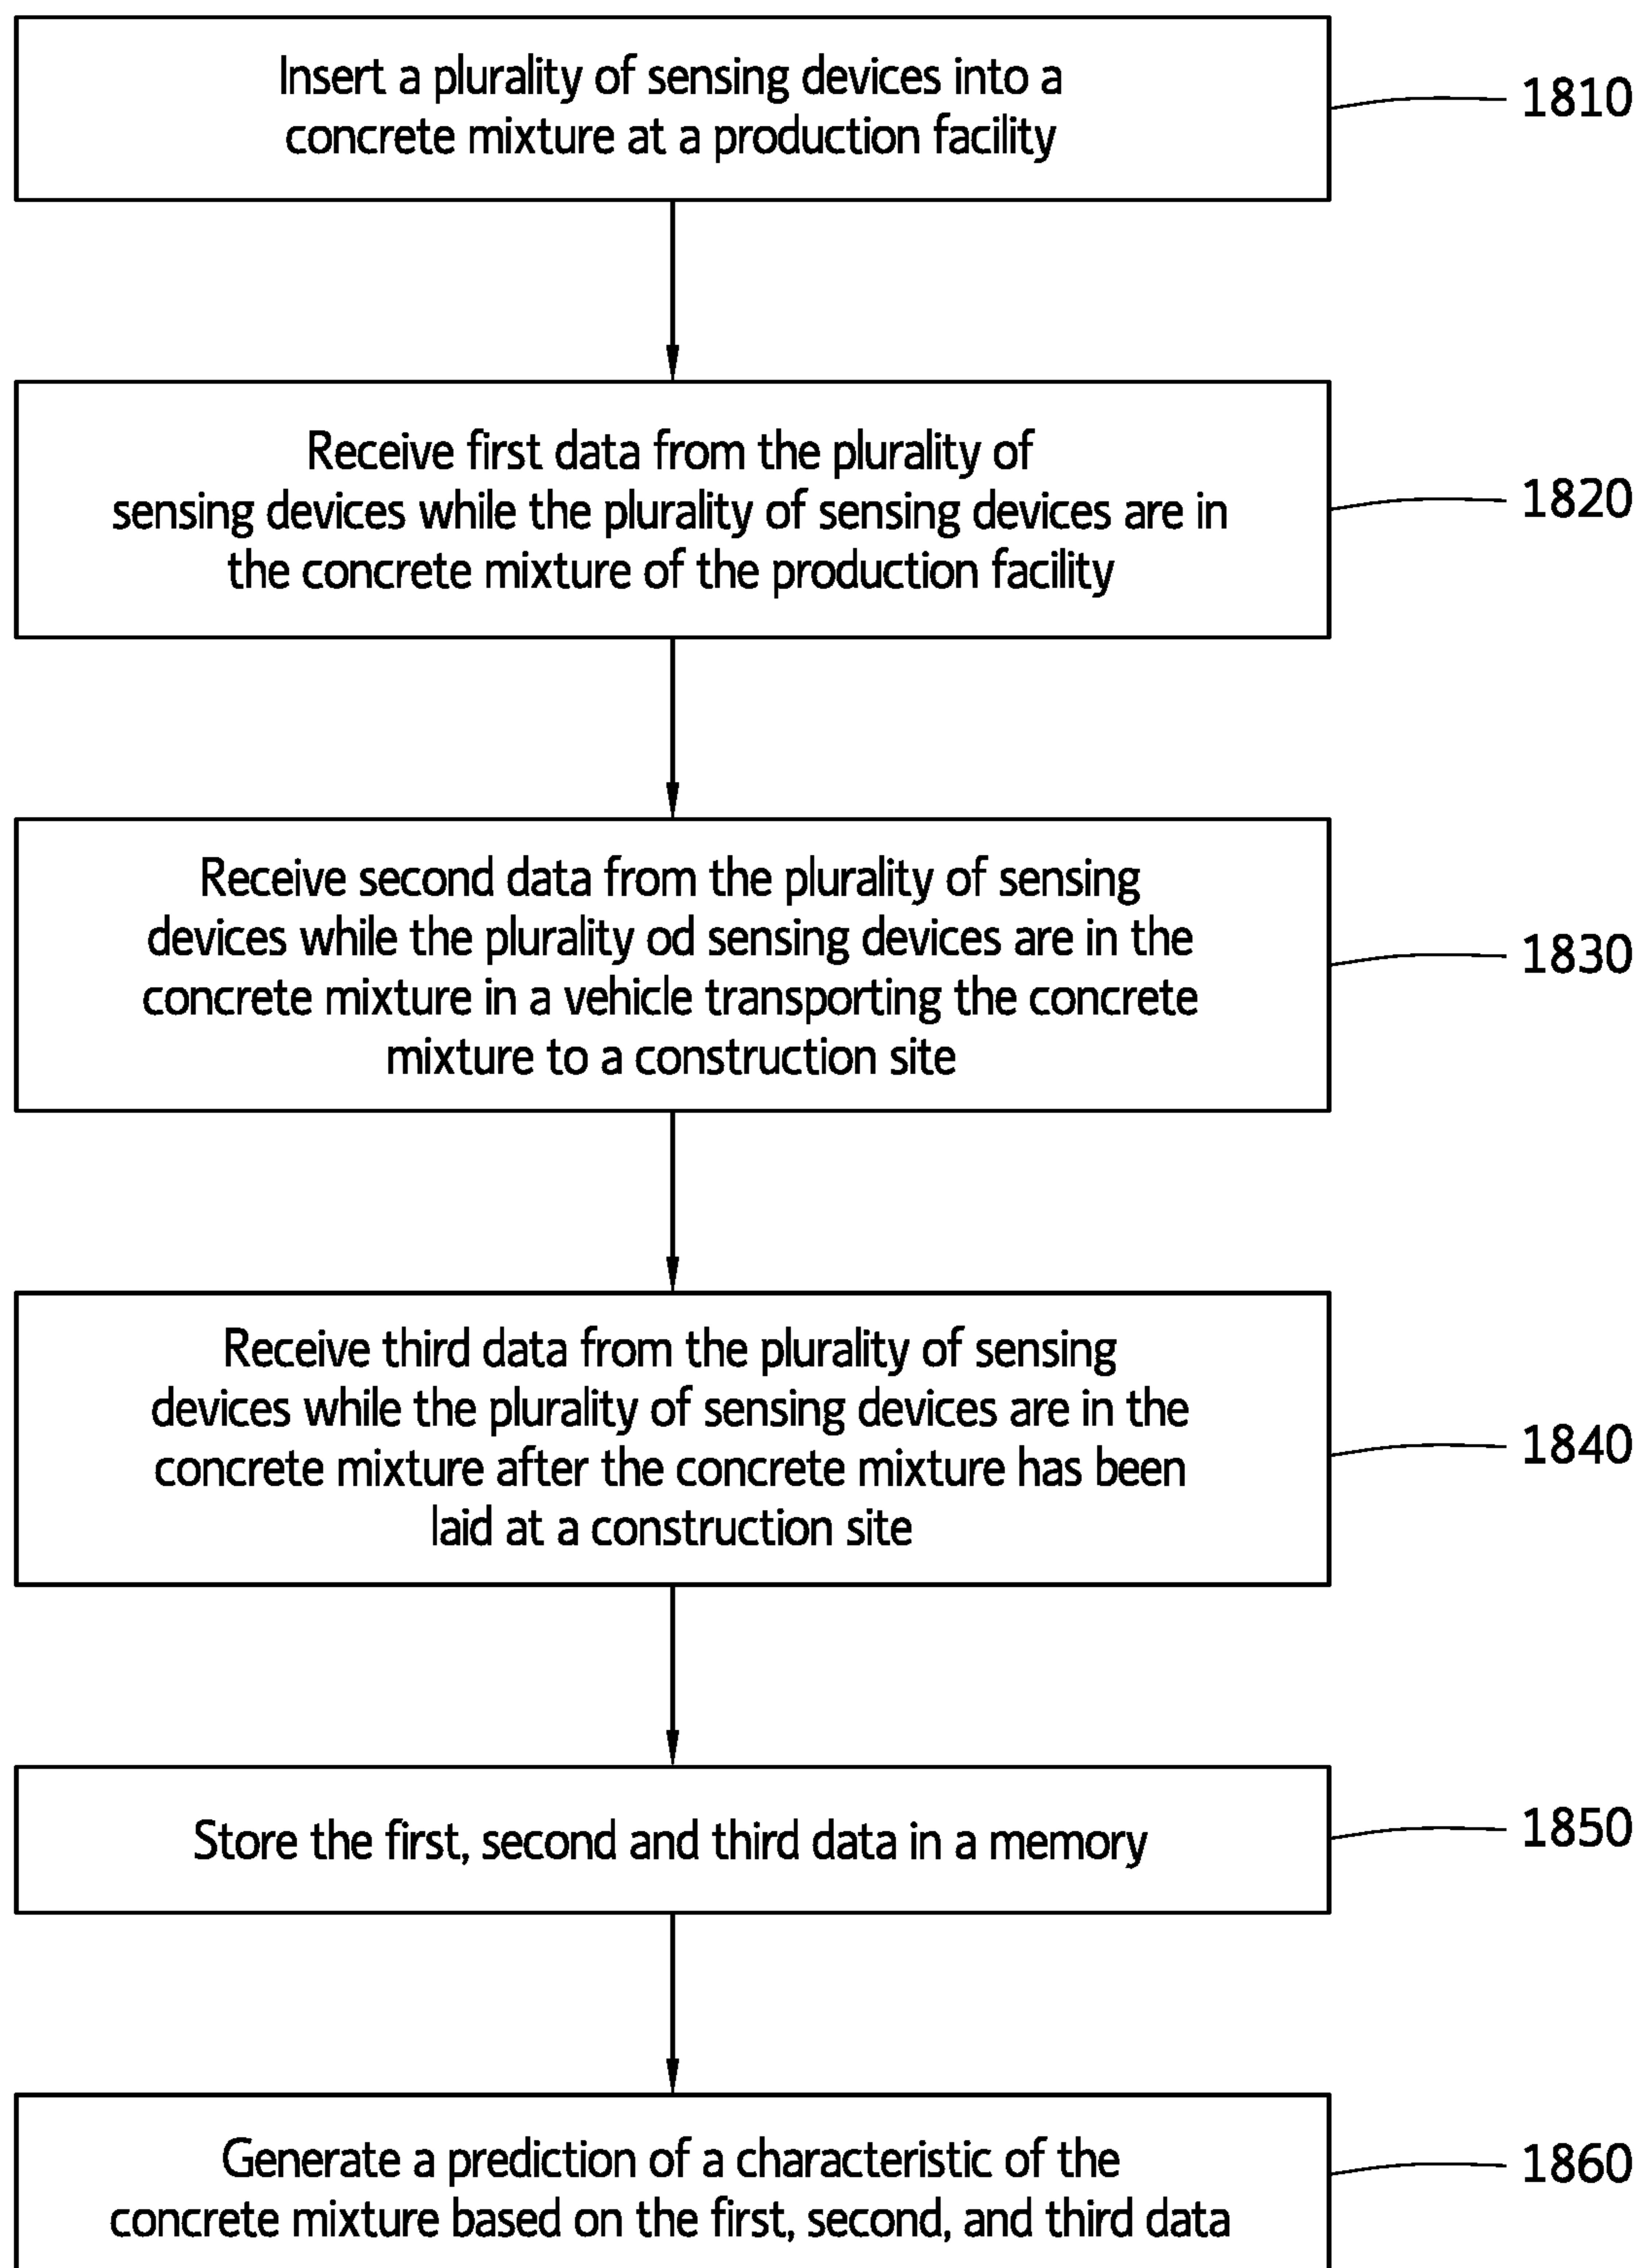 Insert a plurality of sensing devices into a
concrete mixture at a production facility
1810
Receive first data from the plurality of
sensing devices while the plurality of sensing devices are in
the concrete mixture of the production facility
1820
Receive second data from the plurality of sensing
devices while the plurality od sensing devices are in the
concrete mixture in a vehicle transporting the concrete
mixture to a construction site
1830
Receive third data from the plurality of sensing
devices while the plurality of sensing devices are in the
concrete mixture after the concrete mixture has been
laid at a construction site
1840
Store the first, second and third data in a memory
1850
Generate a prediction of a characteristic of the
concrete mixture based on the first, second, and third data
1860